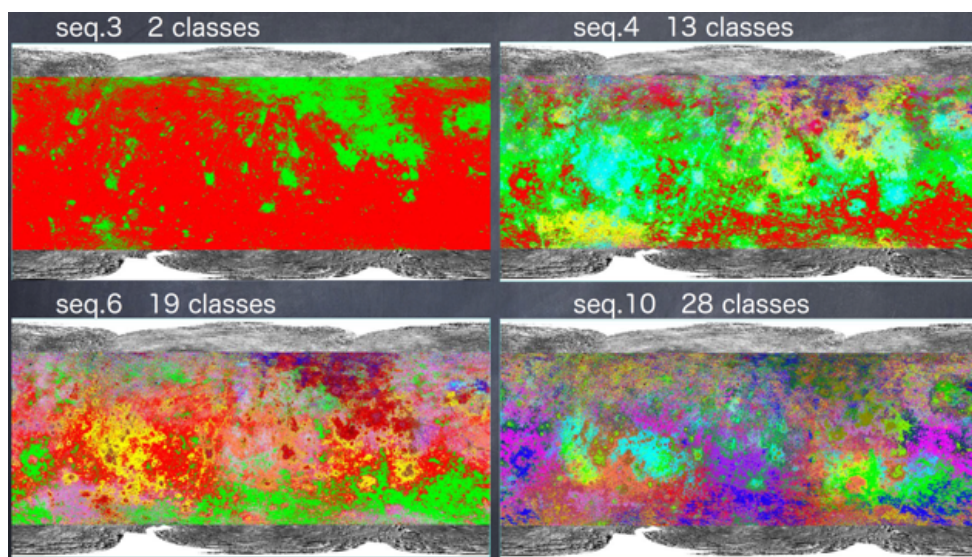 seq.3 2 classes
seq.4 13 classes
seq.6 19 classes
seq.10 28 classes